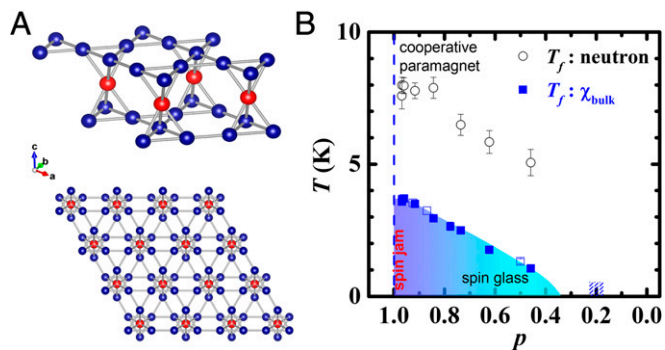 A
c
b
a
B
10
5
0
T (K)
cooperative
paramagnet
T_f : neutron
T_f : χ_bulk
spin jam
spin glass
1.0 0.8 0.6 0.4 0.2 0.0
p